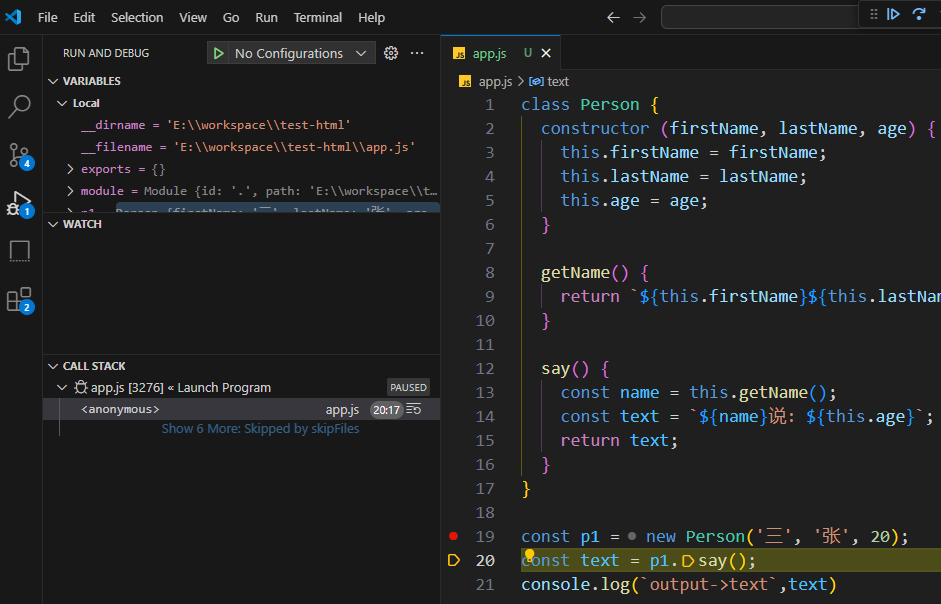 File Edit Selection View Go Run Terminal Help
RUN AND DEBUG No Configurations
VARIABLES
Local
__dirname = 'E:\\workspace\\test-html'
__filename = 'E:\\workspace\\test-html\\app.js'
exports = {}
module = Module {id: '.', path: 'E:\\workspace\\t…
p1 = Person {firstName: '三', lastName: '张', age…
WATCH
CALL STACK
app.js [3276] « Launch Program PAUSED
<anonymous> app.js 20:17
Show 6 More: Skipped by skipFiles
4
1
2
app.js U
app.js > text
1 class Person {
2 constructor (firstName, lastName, age) {
3 this.firstName = firstName;
4 this.lastName = lastName;
5 this.age = age;
6 }
7
8 getName() {
9 return `${this.firstName}${this.lastNam
10 }
11
12 say() {
13 const name = this.getName();
14 const text = `${name}说: ${this.age}`;
15 return text;
16 }
17 }
18
19 const p1 = new Person('三', '张', 20);
20 const text = p1.say();
21 console.log(`output->text`,text)